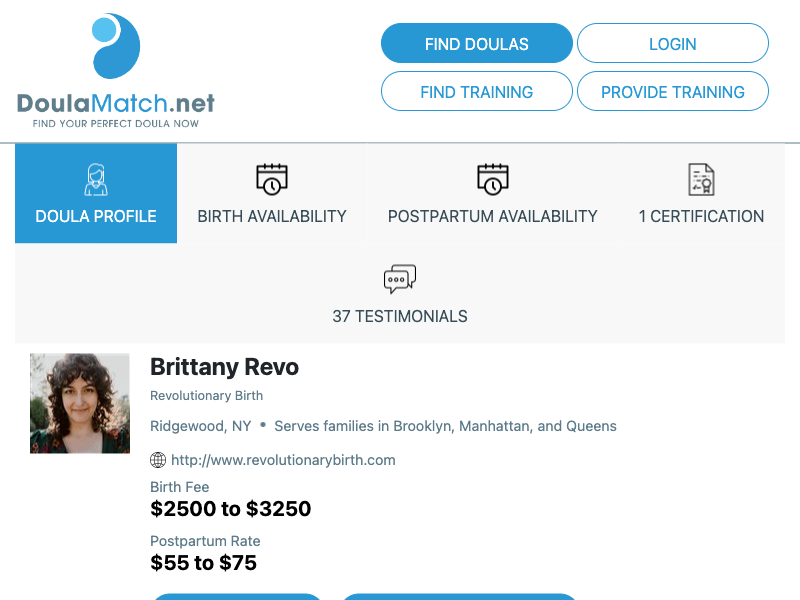 DoulaMatch.net
FIND YOUR PERFECT DOULA NOW
FIND DOULAS
LOGIN
FIND TRAINING
PROVIDE TRAINING
DOULA PROFILE
BIRTH AVAILABILITY
POSTPARTUM AVAILABILITY
1 CERTIFICATION
37 TESTIMONIALS
Brittany Revo
Revolutionary Birth
Ridgewood, NY • Serves families in Brooklyn, Manhattan, and Queens
http://www.revolutionarybirth.com
Birth Fee
$2500 to $3250
Postpartum Rate
$55 to $75